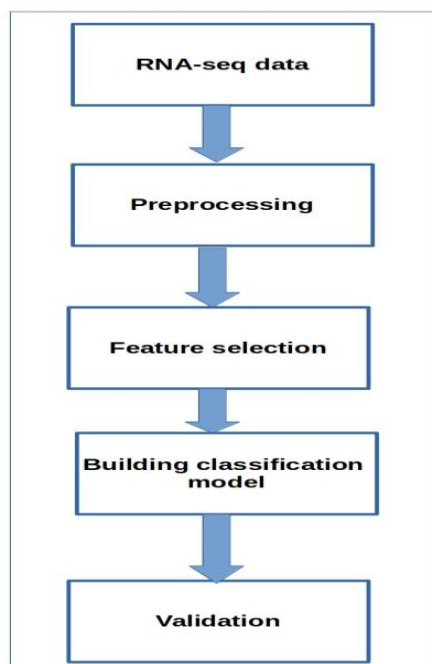 RNA-seq data
Preprocessing
Feature selection
Building classification
model
Validation